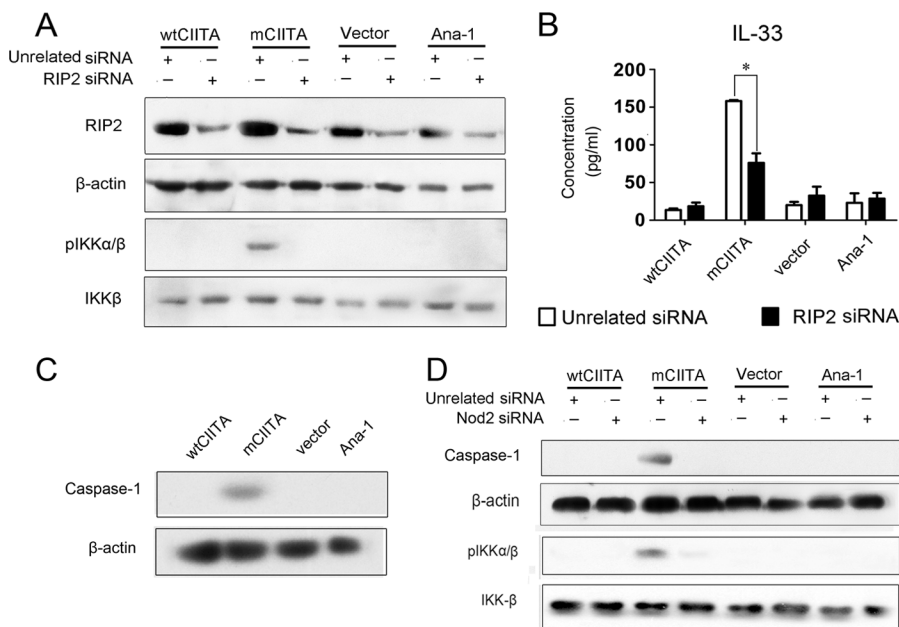 A
wtCIITA mCIITA Vector Ana-1
Unrelated siRNA + − + − + − + −
RIP2 siRNA − + − + − + − +
RIP2
β-actin
pIKKα/β
IKKβ
B
IL-33
Concentration
(pg/ml)
200
150
100
50
0
*
wtCIITA mCIITA vector Ana-1
Unrelated siRNA RIP2 siRNA
C
wtCIITA mCIITA vector Ana-1
Caspase-1
β-actin
D
wtCIITA mCIITA Vector Ana-1
Unrelated siRNA + − + − + − + −
Nod2 siRNA − + − + − + − +
Caspase-1
β-actin
pIKKα/β
IKK-β